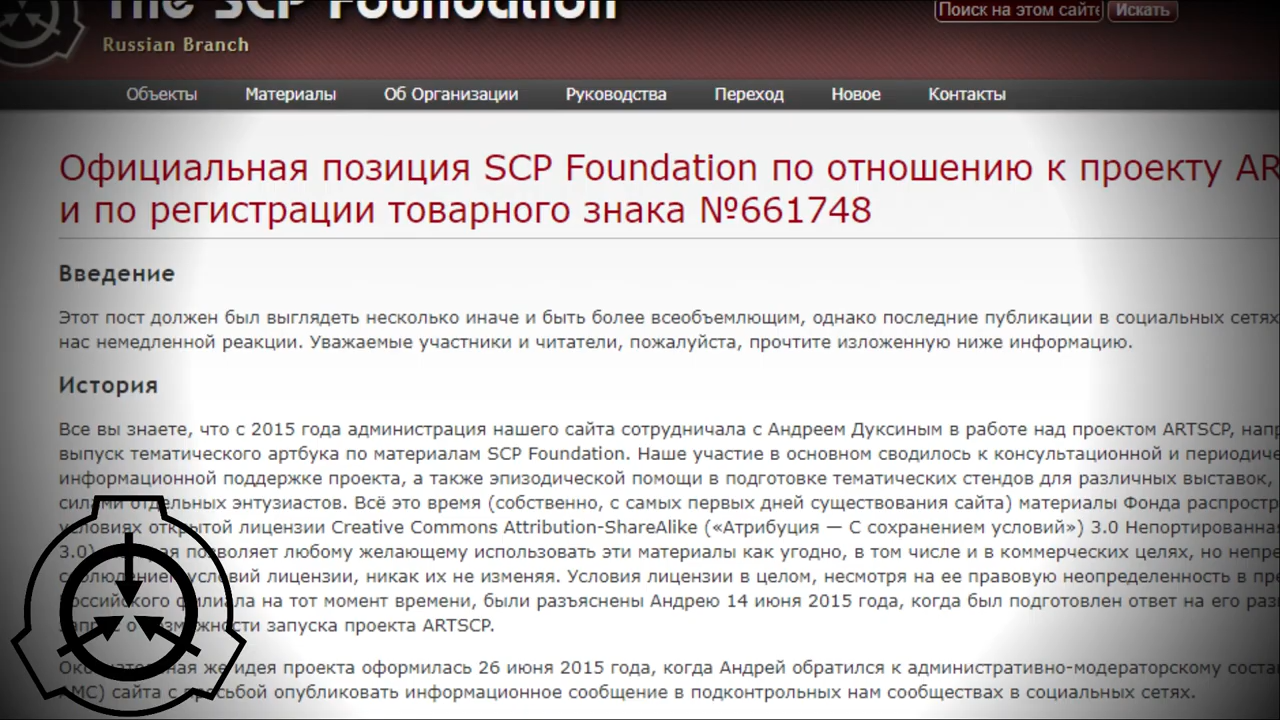 The SCP Foundation
Поиск на этом сайте
Искать
Russian Branch
Объекты Материалы Об Организации Руководства Переход Новое Контакты
Официальная позиция SCP Foundation по отношению к проекту AR
и по регистрации товарного знака №661748
Введение
Этот пост должен был выглядеть несколько иначе и быть более всеобъемлющим, однако последние публикации в социальных сетях
нас немедленной реакции. Уважаемые участники и читатели, пожалуйста, прочтите изложенную ниже информацию.
История
Все вы знаете, что с 2015 года администрация нашего сайта сотрудничала с Андреем Дуксиным в работе над проектом ARTSCP, напр
выпуск тематического артбука по материалам SCP Foundation. Наше участие в основном сводилось к консультационной и периодиче
информационной поддержке проекта, а также эпизодической помощи в подготовке тематических стендов для различных выставок,
силами отдельных энтузиастов. Всё это время (собственно, с самых первых дней существования сайта) материалы Фонда распростр
условиях открытой лицензии Creative Commons Attribution-ShareAlike («Атрибуция — С сохранением условий») 3.0 Непортированна
3.0), позволяет любому желающему использовать эти материалы как угодно, в том числе и в коммерческих целях, но непре
соблюдением условий лицензии, никак их не изменяя. Условия лицензии в целом, несмотря на ее правовую неопределенность в пр
Российского филиала на тот момент времени, были разъяснены Андрею 14 июня 2015 года, когда был подготовлен ответ на его раз
запрос о возможности запуска проекта ARTSCP.
Окончательная же идея проекта оформилась 26 июня 2015 года, когда Андрей обратился к административно-модераторскому соста
(АМС) сайта с просьбой опубликовать информационное сообщение в подконтрольных нам сообществах в социальных сетях.